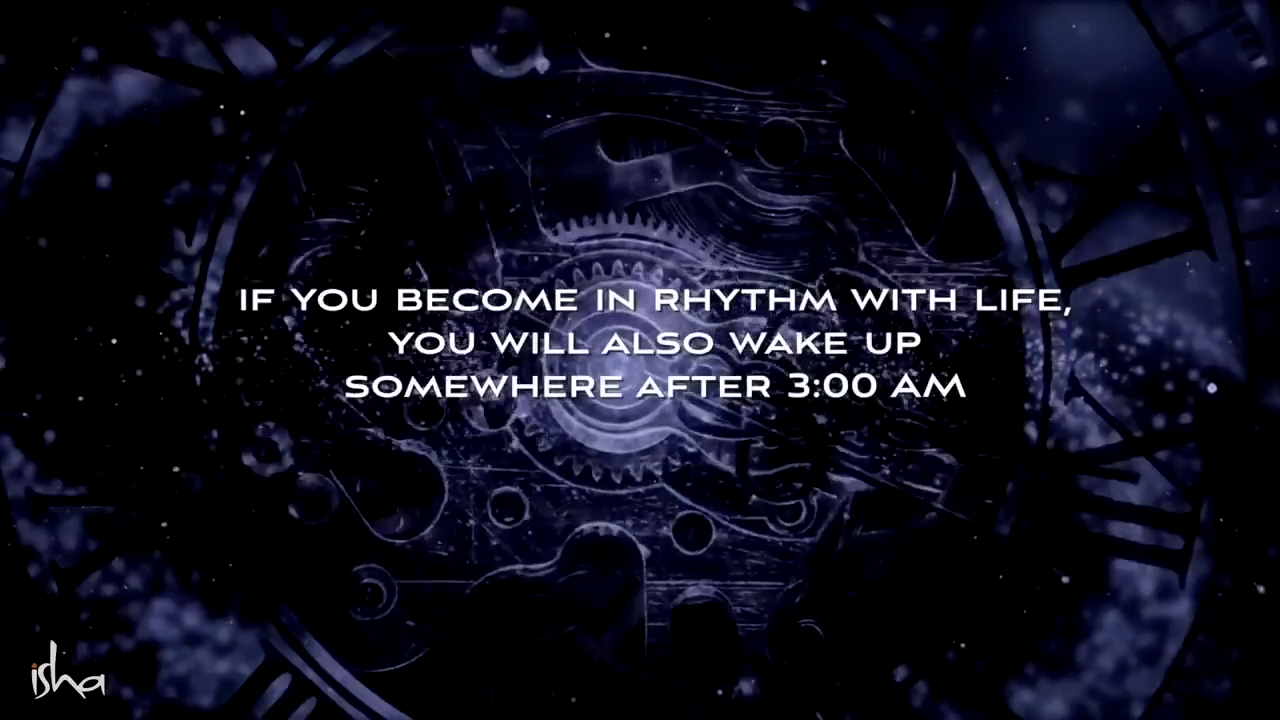 IF YOU BECOME IN RHYTHM WITH LIFE,
YOU WILL ALSO WAKE UP
SOMEWHERE AFTER 3:00 AM
isha